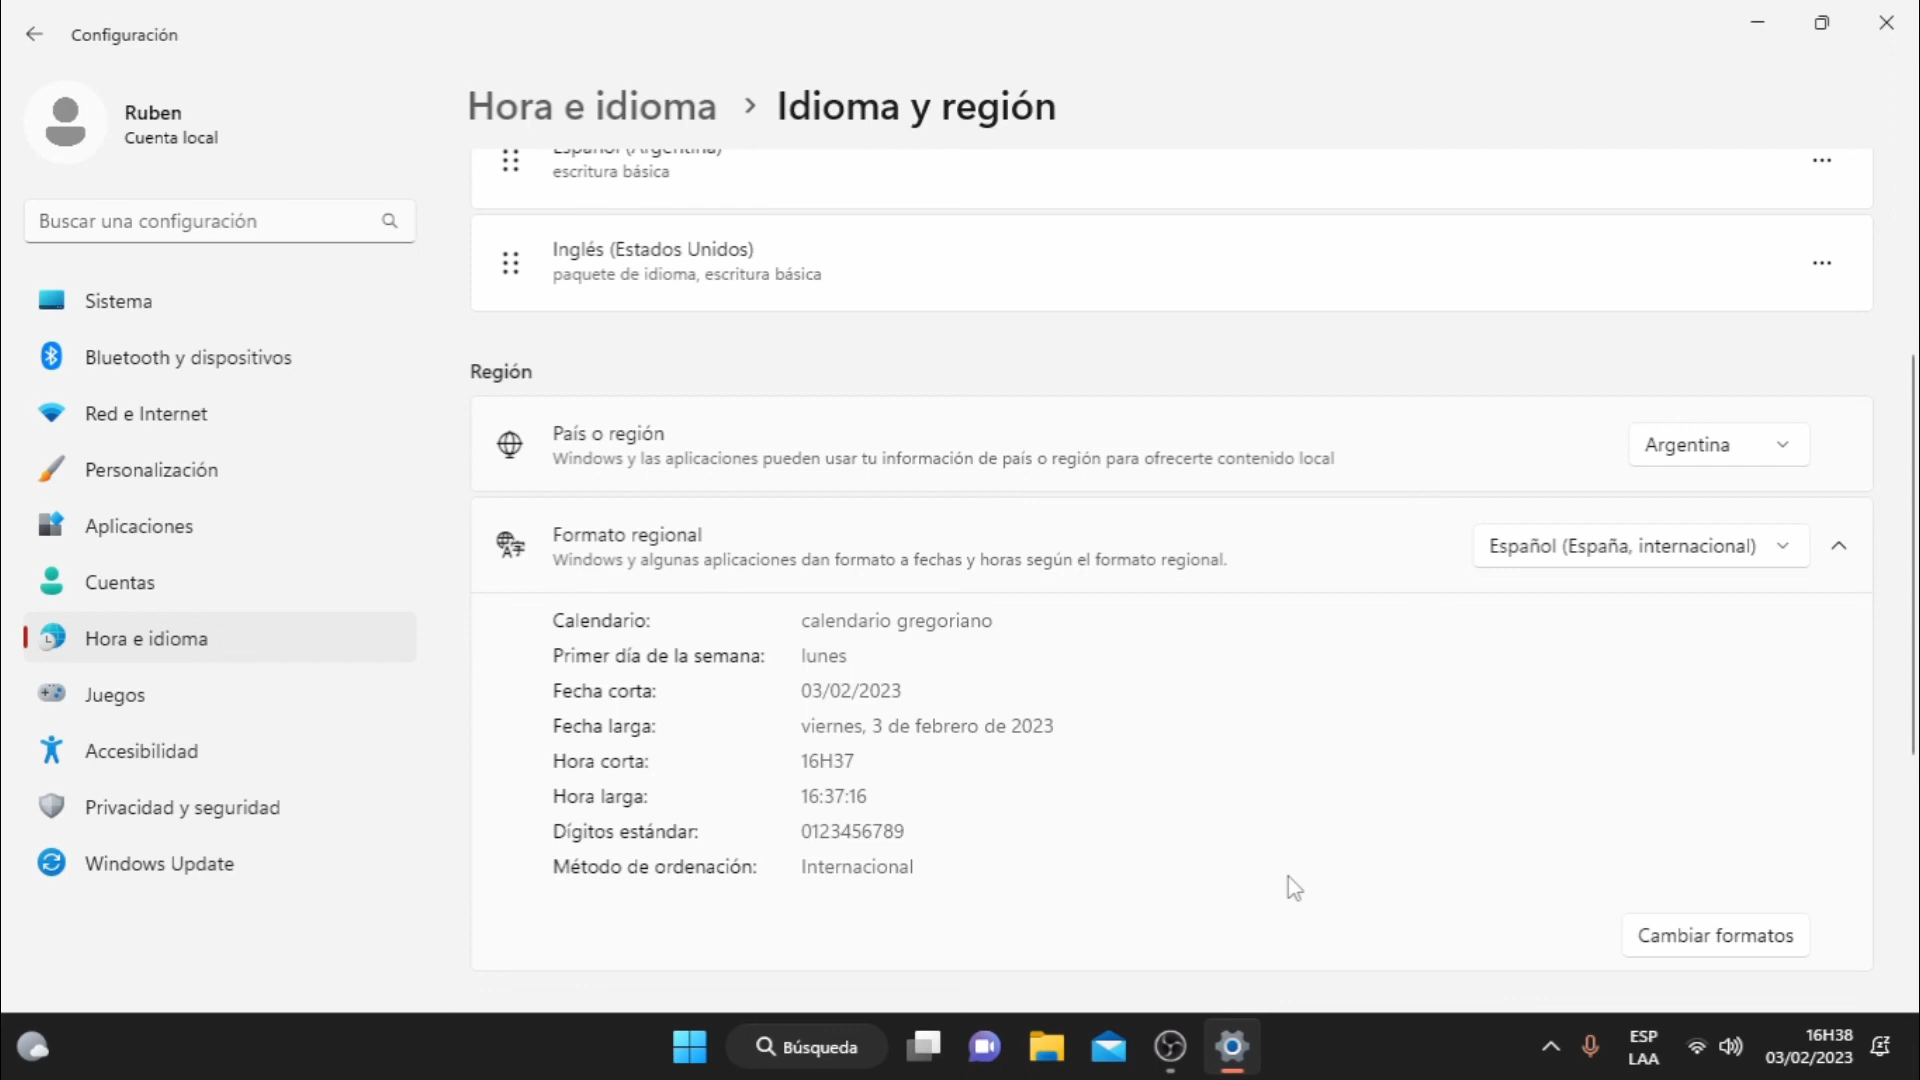 Configuración
Ruben
Cuenta local
Buscar una configuración
Sistema
Bluetooth y dispositivos
Red e Internet
Personalización
Aplicaciones
Cuentas
Hora e idioma
Juegos
Accesibilidad
Privacidad y seguridad
Windows Update
Hora e idioma > Idioma y región
Español (Argentina)
escritura básica
Inglés (Estados Unidos)
paquete de idioma, escritura básica
Región
País o región
Windows y las aplicaciones pueden usar tu información de país o región para ofrecerte contenido local
Argentina
Formato regional
Windows y algunas aplicaciones dan formato a fechas y horas según el formato regional.
Español (España, internacional)
Calendario: calendario gregoriano
Primer día de la semana: lunes
Fecha corta: 03/02/2023
Fecha larga: viernes, 3 de febrero de 2023
Hora corta: 16H37
Hora larga: 16:37:16
Dígitos estándar: 0123456789
Método de ordenación: Internacional
Cambiar formatos
Búsqueda
ESP
LAA
16H38
03/02/2023